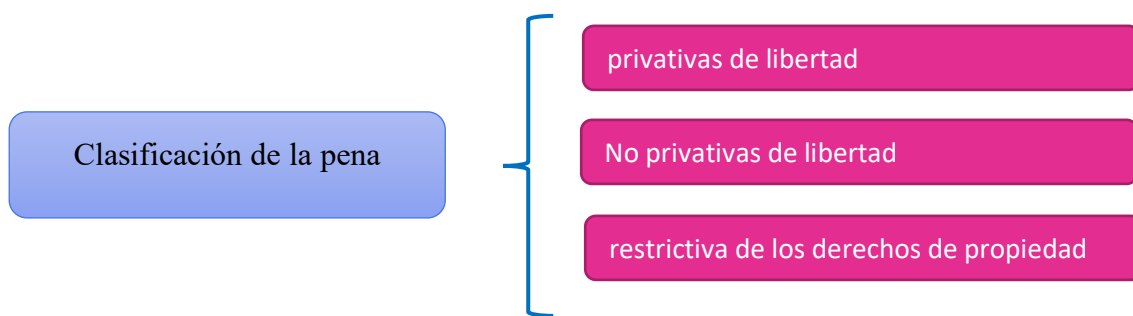 Clasificación de la pena
privativas de libertad
No privativas de libertad
restrictiva de los derechos de propiedad